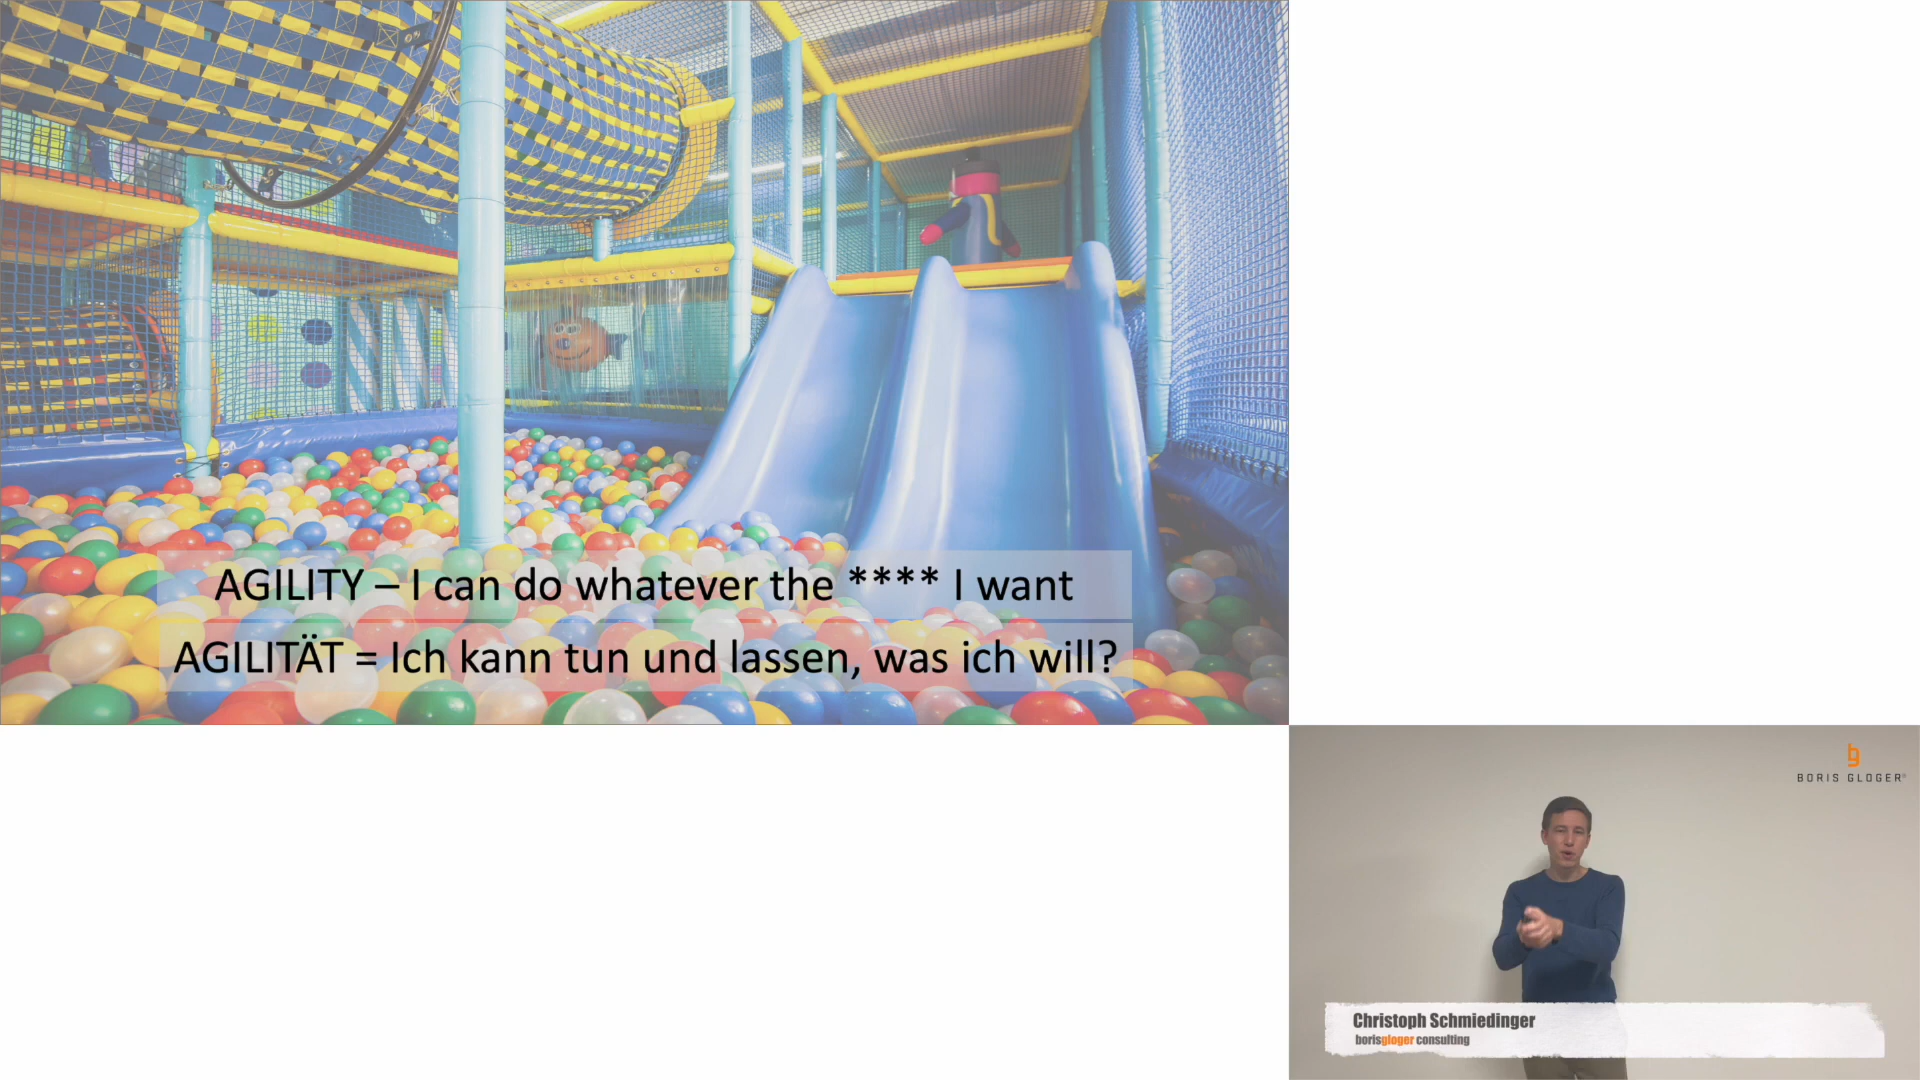 AGILITY – I can do whatever the **** I want
AGILITÄT = Ich kann tun und lassen, was ich will?
BORIS GLOGER®
Christoph Schmiedinger
borisgloger consulting